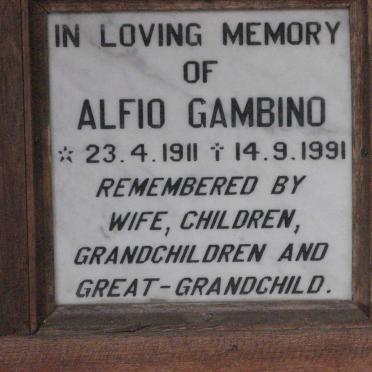 IN LOVING MEMORY
OF
ALFIO GAMBINO
☆ 23.4.1911 † 14.9.1991
REMEMBERED BY
WIFE, CHILDREN,
GRANDCHILDREN AND
GREAT-GRANDCHILD.